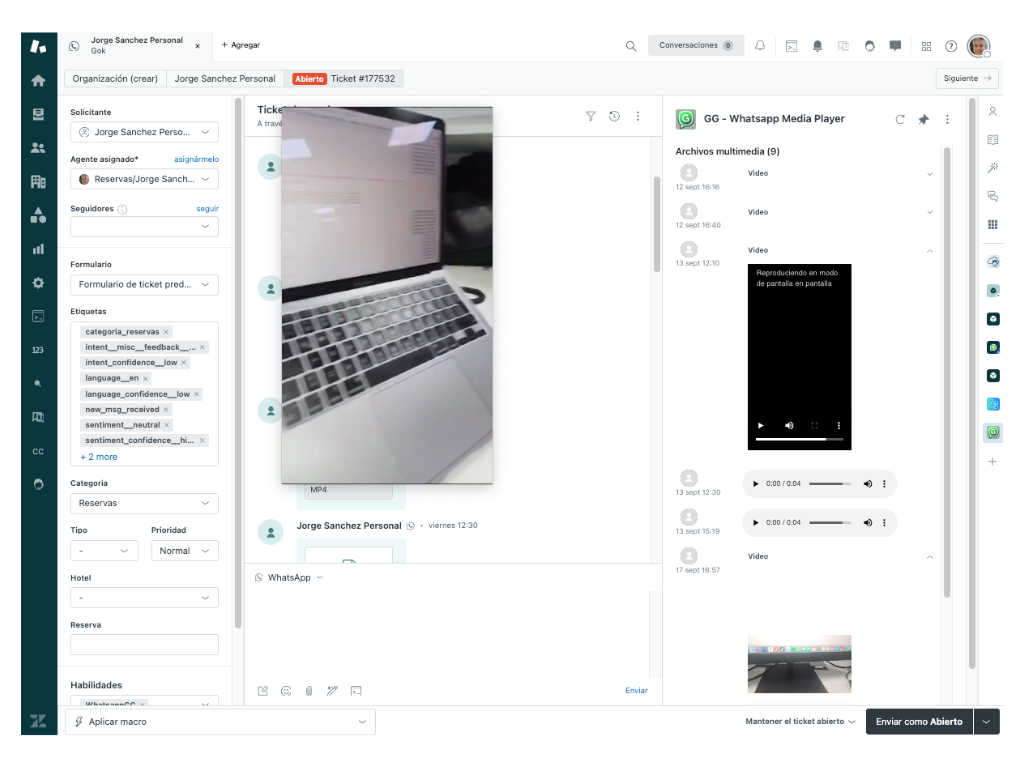 Jorge Sanchez Personal
Gok
x
+ Agregar
Conversaciones 0
Organización (crear)
Jorge Sanchez Personal
Abierto Ticket #177532
Siguiente →
Solicitante
Jorge Sanchez Perso...
Agente asignado*
asignármelo
Reservas/Jorge Sanch...
Seguidores
seguir
Formulario
Formulario de ticket pred...
Etiquetas
categoria_reservas ×
intent__misc__feedback__... ×
intent_confidence__low ×
language__en ×
language_confidence__low ×
new_msg_received ×
sentiment__neutral ×
sentiment_confidence__hi... ×
+ 2 more
Categoria
Reservas
Tipo
Prioridad
-
Normal
Hotel
-
Reserva
Habilidades
WhatsappCC ×
123
CC
Ticke
A travé
MP4
Jorge Sanchez Personal • viernes 12:30
WhatsApp
Enviar
GG - Whatsapp Media Player
Archivos multimedia (9)
Video
12 sept 16:16
Video
12 sept 16:40
Video
13 sept 12:10
Reproduciendo en modo
de pantalla en pantalla
13 sept 12:30
0:00 / 0:04
13 sept 15:19
0:00 / 0:04
Video
17 sept 16:57
Aplicar macro
Mantener el ticket abierto
Enviar como Abierto